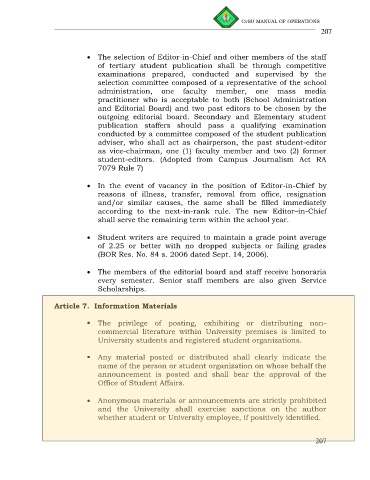 CvSU MANUAL OF OPERATIONS
207
• The selection of Editor-in-Chief and other members of the staff
of tertiary student publication shall be through competitive
examinations prepared, conducted and supervised by the
selection committee composed of a representative of the school
administration, one faculty member, one mass media
practitioner who is acceptable to both (School Administration
and Editorial Board) and two past editors to be chosen by the
outgoing editorial board. Secondary and Elementary student
publication staffers should pass a qualifying examination
conducted by a committee composed of the student publication
adviser, who shall act as chairperson, the past student-editor
as vice-chairman, one (1) faculty member and two (2) former
student-editors. (Adopted from Campus Journalism Act RA
7079 Rule 7)
• In the event of vacancy in the position of Editor-in-Chief by
reasons of illness, transfer, removal from office, resignation
and/or similar causes, the same shall be filled immediately
according to the next-in-rank rule. The new Editor-in-Chief
shall serve the remaining term within the school year.
• Student writers are required to maintain a grade point average
of 2.25 or better with no dropped subjects or failing grades
(BOR Res. No. 84 s. 2006 dated Sept. 14, 2006).
• The members of the editorial board and staff receive honoraria
every semester. Senior staff members are also given Service
Scholarships.
Article 7. Information Materials
▪ The privilege of posting, exhibiting or distributing non-
commercial literature within University premises is limited to
University students and registered student organizations.
• Any material posted or distributed shall clearly indicate the
name of the person or student organization on whose behalf the
announcement is posted and shall bear the approval of the
Office of Student Affairs.
• Anonymous materials or announcements are strictly prohibited
and the University shall exercise sanctions on the author
whether student or University employee, if positively identified.
207